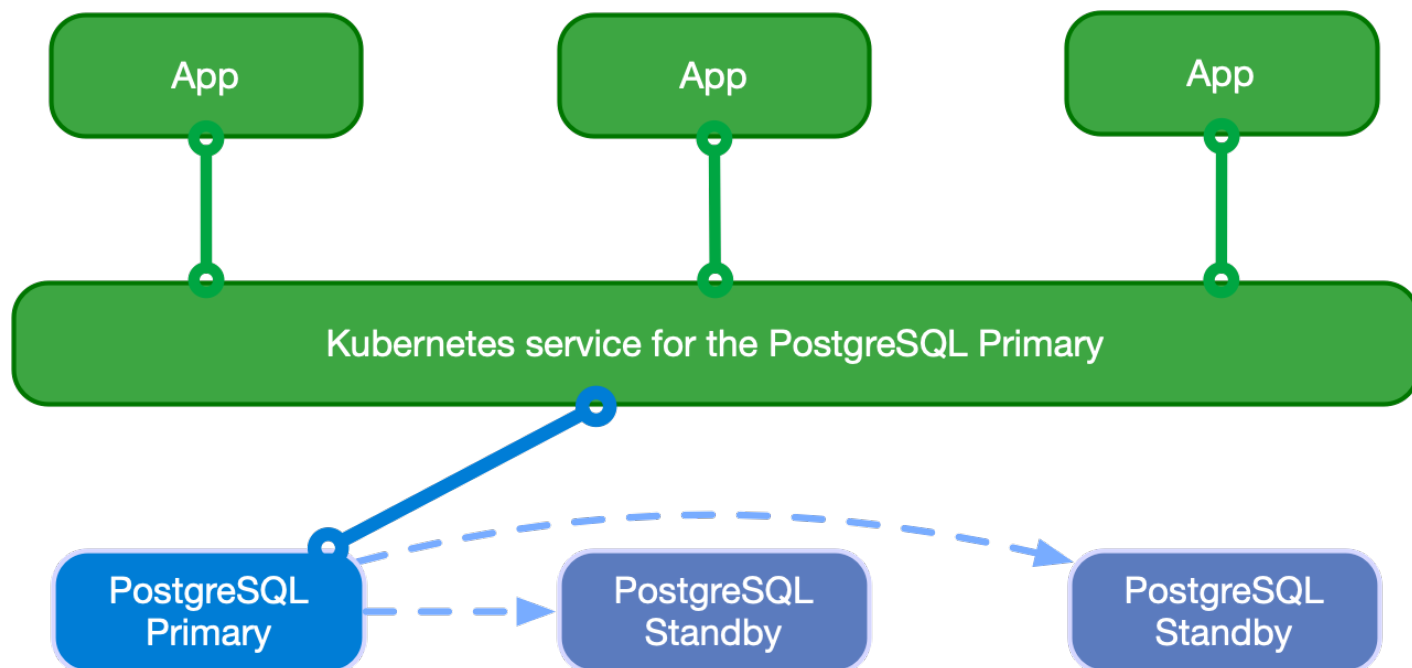 App
App
App
Kubernetes service for the PostgreSQL Primary
PostgreSQL
Primary
PostgreSQL
Standby
PostgreSQL
Standby